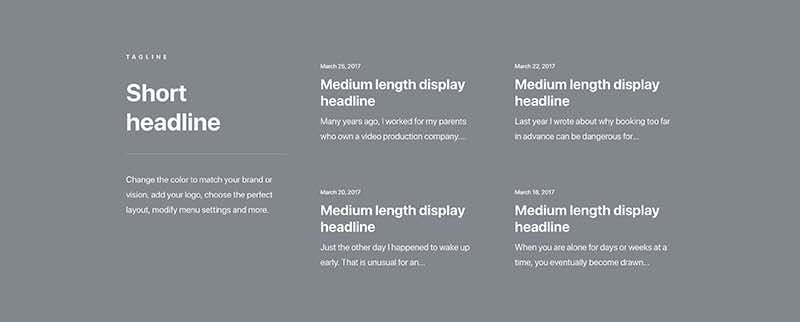 TAGLINE
Short
headline
Change the color to match your brand or
vision, add your logo, choose the perfect
layout, modify menu settings and more.
March 25, 2017
Medium length display
headline
Many years ago, I worked for my parents
who own a video production company....
March 22, 2017
Medium length display
headline
Last year I wrote about why booking too far
in advance can be dangerous for...
March 20, 2017
Medium length display
headline
Just the other day I happened to wake up
early. That is unusual for an...
March 18, 2017
Medium length display
headline
When you are alone for days or weeks at a
time, you eventually become drawn...